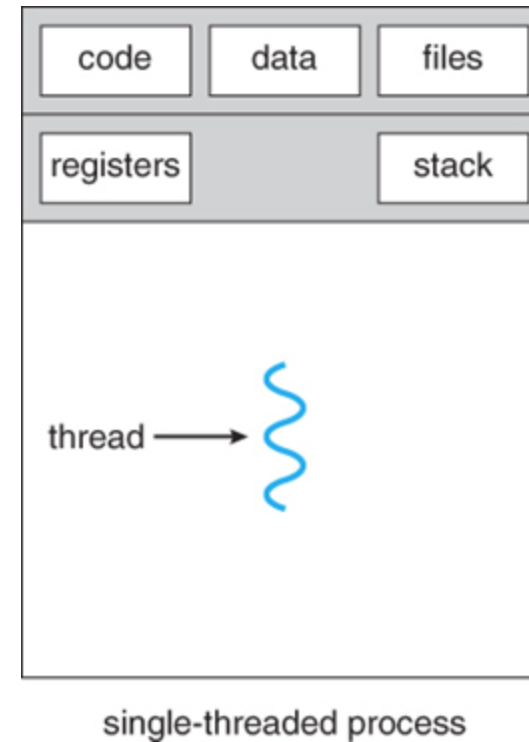 code data files
registers stack
thread
single-threaded process